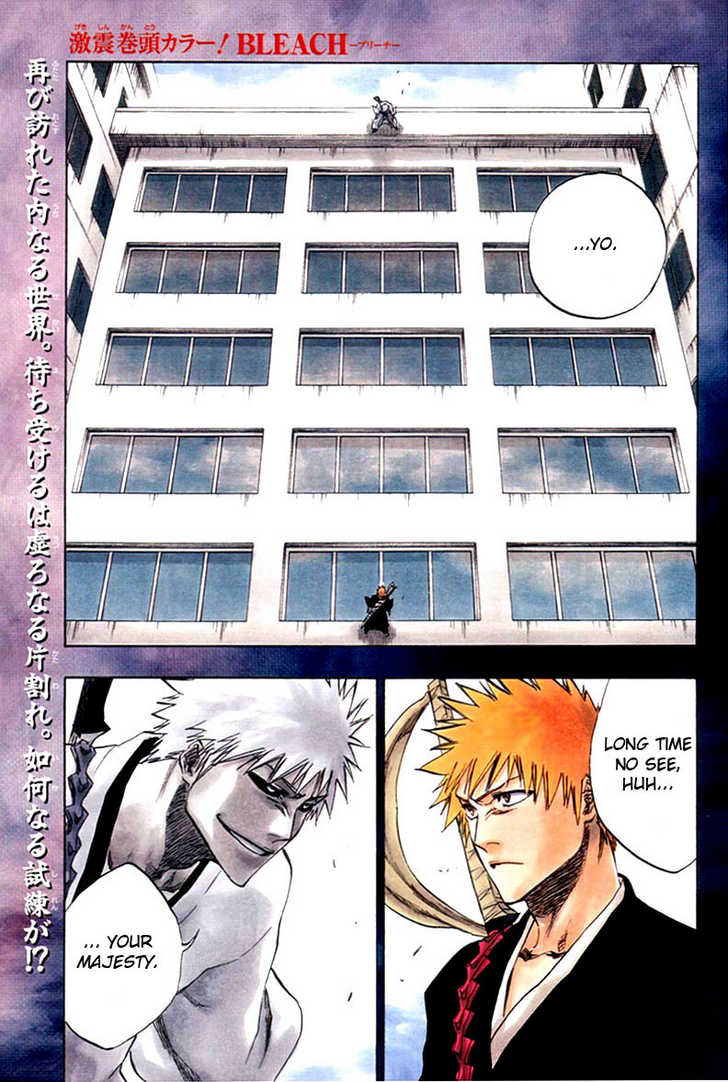 激震巻頭カラー! BLEACH―ブリーチ―
再び訪れた内なる世界。待ち受けるは虚ろなる片割れ。如何なる試練が!?
...YO.
LONG TIME
NO SEE,
HUH...
... YOUR
MAJESTY.